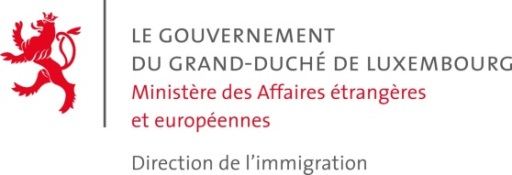 LE GOUVERNEMENT
DU GRAND-DUCHÉ DE LUXEMBOURG
Ministère des Affaires étrangères
et européennes
Direction de l’immigration